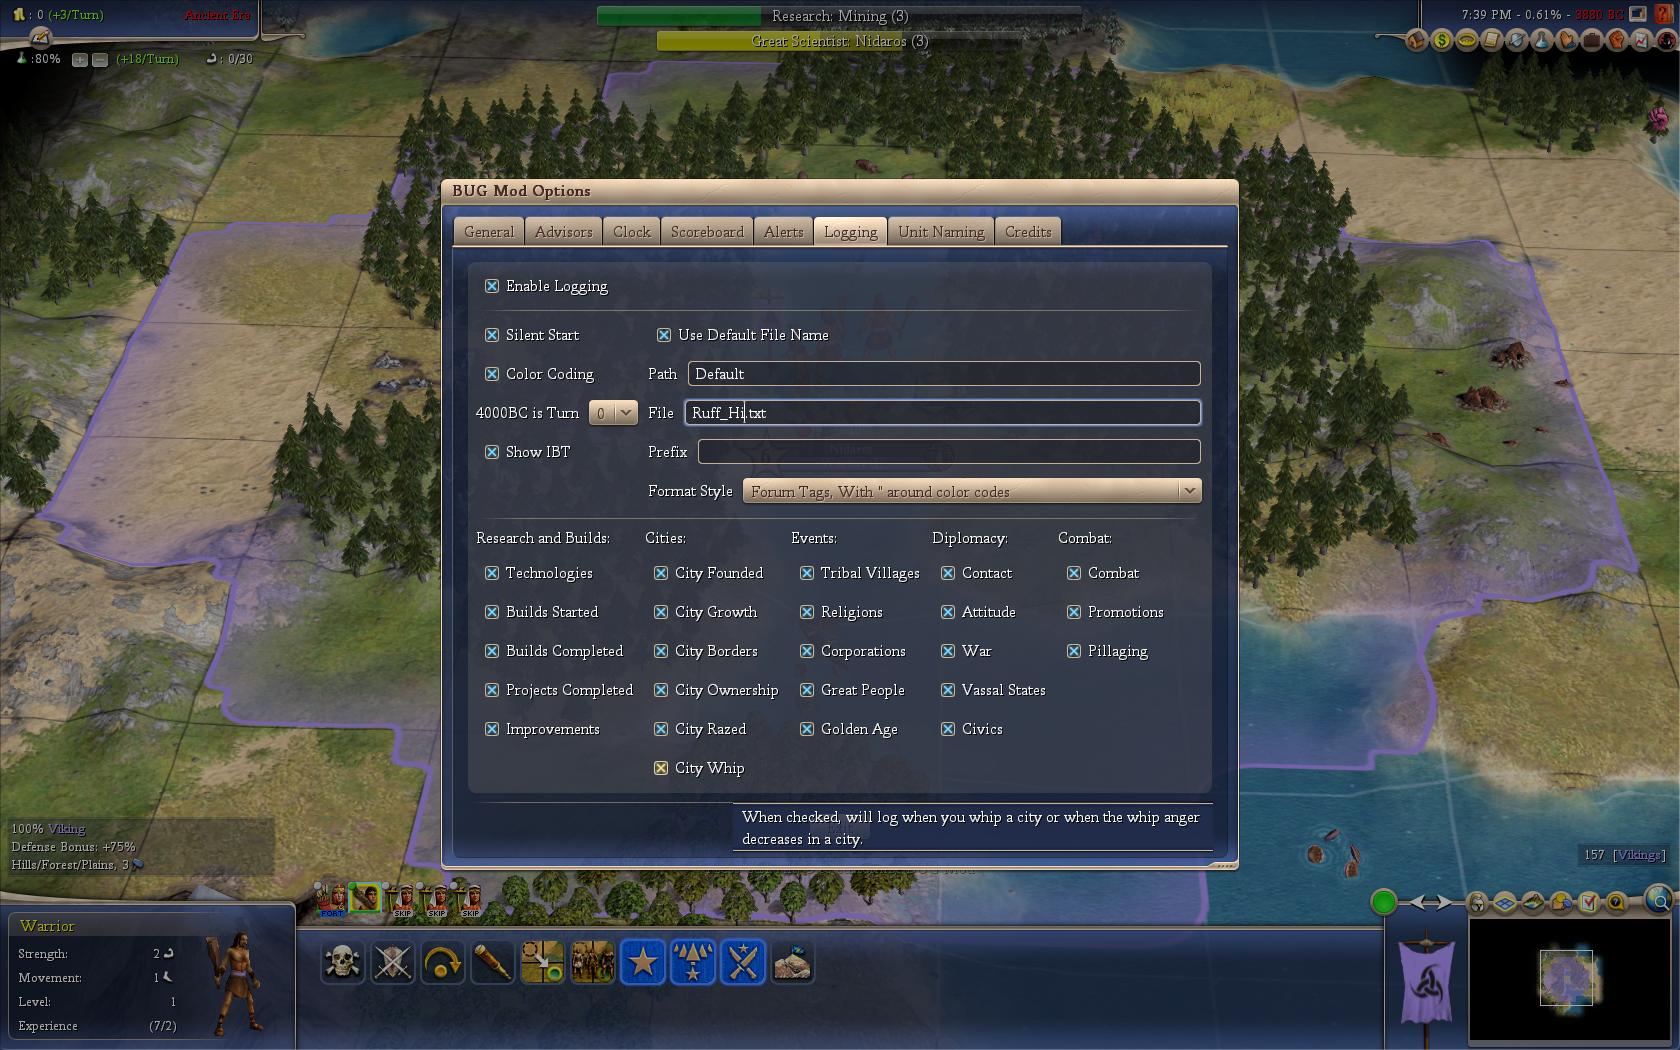 : 0 (+3/Turn)
Ancient Era
Research: Mining (3)
7:39 PM - 0.61% - 3880 BC
Great Scientist: Nidaros (3)
:80%
(+18/Turn)
: 0/30
BUG Mod Options
General
Advisors
Clock
Scoreboard
Alerts
Logging
Unit Naming
Credits
Enable Logging
Silent Start
Use Default File Name
Color Coding
Path
Default
4000BC is Turn
0
File
Ruff_Hi.txt
Show IBT
Prefix
Format Style
Forum Tags, With " around color codes
Research and Builds:
Cities:
Events:
Diplomacy:
Combat:
Technologies
City Founded
Tribal Villages
Contact
Combat
Builds Started
City Growth
Religions
Attitude
Promotions
Builds Completed
City Borders
Corporations
War
Pillaging
Projects Completed
City Ownership
Great People
Vassal States
Improvements
City Razed
Golden Age
Civics
City Whip
When checked, will log when you whip a city or when the whip anger
decreases in a city.
100% Viking
Defense Bonus: +75%
Hills/Forest/Plains, 3
157 [Vikings]
FORT
SKIP
SKIP
SKIP
Warrior
Strength: 2
Movement: 1
Level: 1
Experience (7/2)